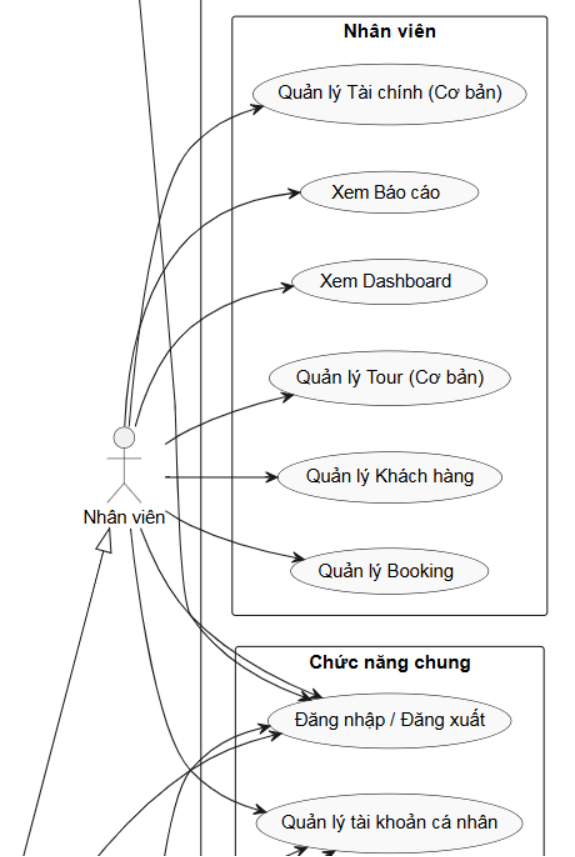 Nhân viên
Quản lý Tài chính (Cơ bản)
Xem Báo cáo
Xem Dashboard
Quản lý Tour (Cơ bản)
Quản lý Khách hàng
Nhân viên
Quản lý Booking
Chức năng chung
Đăng nhập / Đăng xuất
Quản lý tài khoản cá nhân